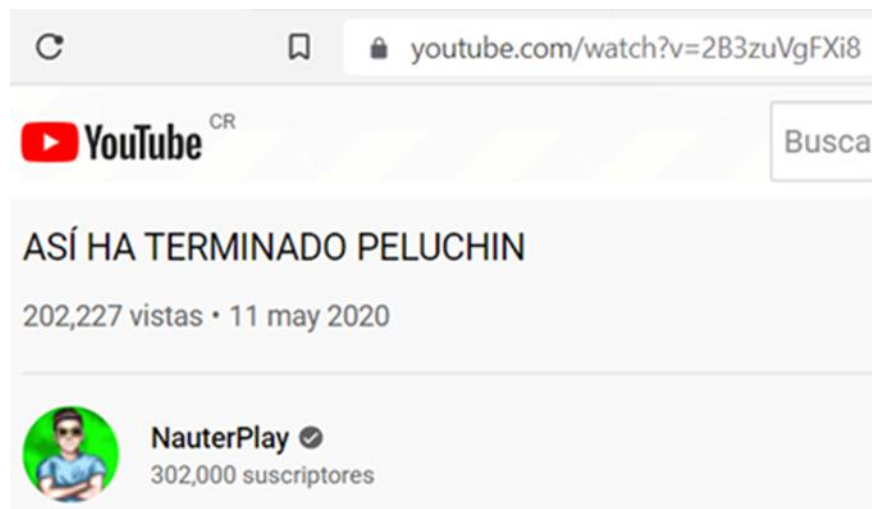 youtube.com/watch?v=2B3zuVgFXi8
YouTube CR
Busca
ASÍ HA TERMINADO PELUCHIN
202,227 vistas • 11 may 2020
NauterPlay
302,000 suscriptores